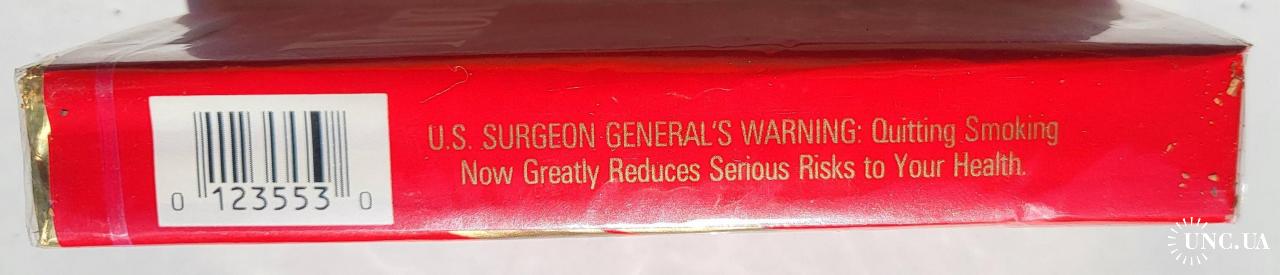 U.S. SURGEON GENERAL'S WARNING: Quitting Smoking
Now Greatly Reduces Serious Risks to Your Health.
0 123553 0
UNC.UA